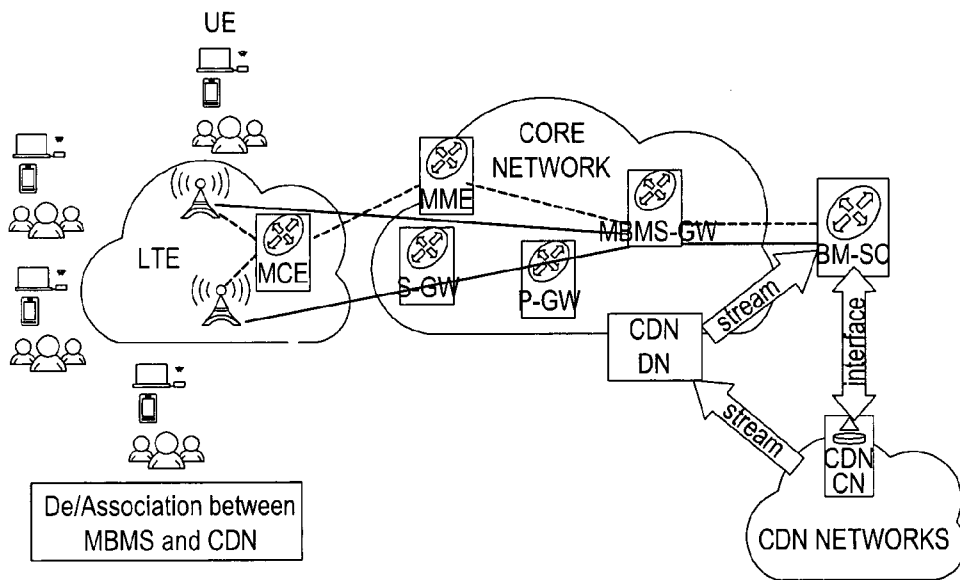 UE
CORE
NETWORK
MME
MBMS-GW
BM-SC
LTE
MCE
S-GW
P-GW
stream
CDN
DN
interface
stream
CDN
CN
De/Association between
MBMS and CDN
CDN NETWORKS